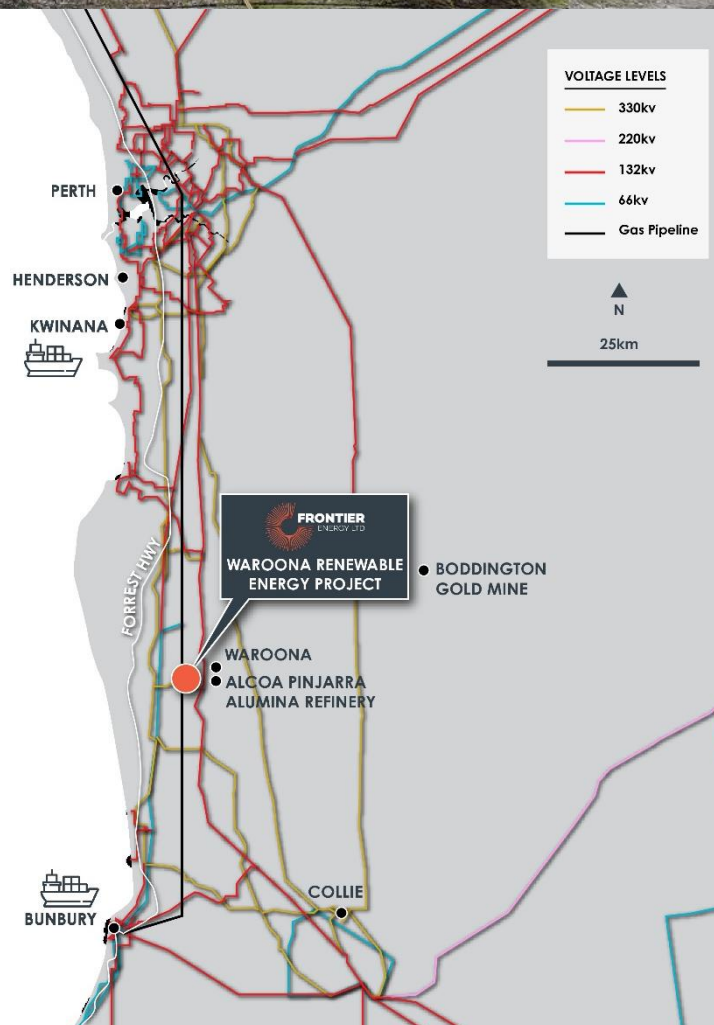 VOLTAGE LEVELS
330kv
220kv
132kv
66kv
Gas Pipeline
N
25km
PERTH
HENDERSON
KWINANA
FORREST HWY
FRONTIER
ENERGY LTD
WAROONA RENEWABLE
ENERGY PROJECT
BODDINGTON
GOLD MINE
WAROONA
ALCOA PINJARRA
ALUMINA REFINERY
COLLIE
BUNBURY